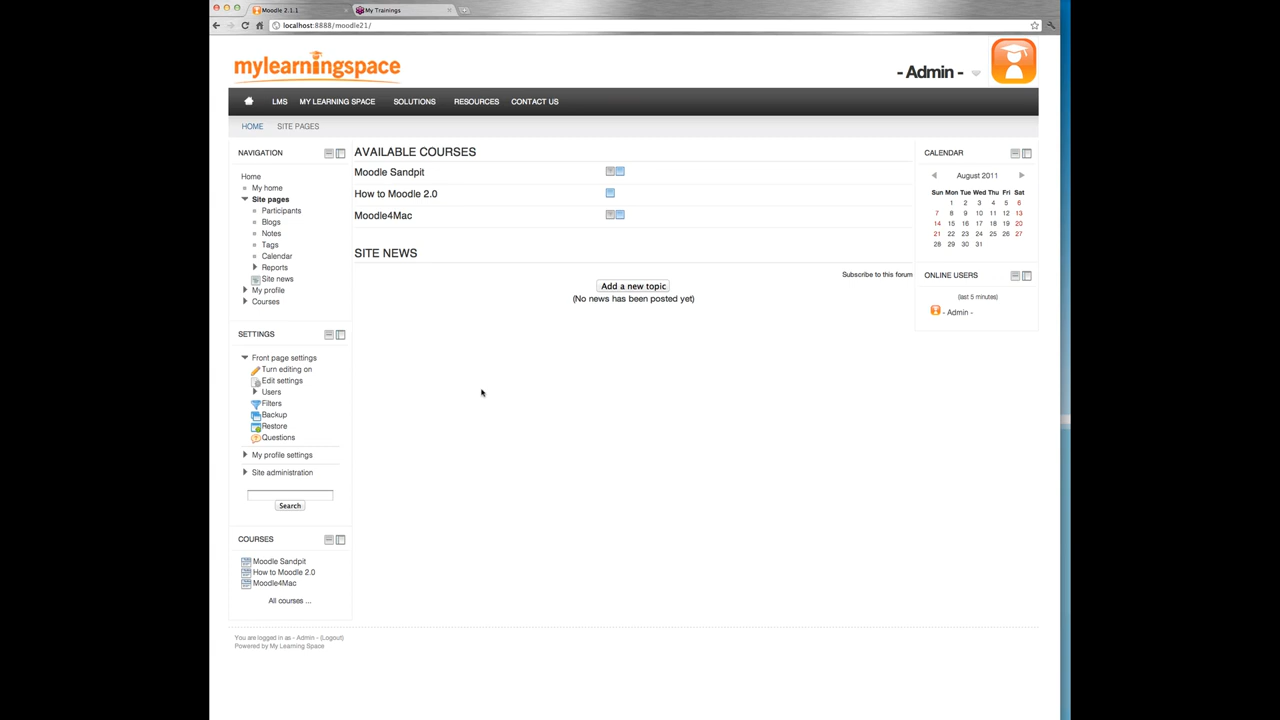 Moodle 2.1.1
My Trainings
localhost:8888/moodle21/
mylearningspace
- Admin -
LMS MY LEARNING SPACE SOLUTIONS RESOURCES CONTACT US
HOME SITE PAGES
NAVIGATION
Home
My home
Site pages
Participants
Blogs
Notes
Tags
Calendar
Reports
Site news
My profile
Courses
SETTINGS
Front page settings
Turn editing on
Edit settings
Users
Filters
Backup
Restore
Questions
My profile settings
Site administration
Search
COURSES
Moodle Sandpit
How to Moodle 2.0
Moodle4Mac
All courses ...
AVAILABLE COURSES
Moodle Sandpit
How to Moodle 2.0
Moodle4Mac
SITE NEWS
Subscribe to this forum
Add a new topic
(No news has been posted yet)
CALENDAR
August 2011
Sun Mon Tue Wed Thu Fri Sat
1 2 3 4 5 6
7 8 9 10 11 12 13
14 15 16 17 18 19 20
21 22 23 24 25 26 27
28 29 30 31
ONLINE USERS
(last 5 minutes)
- Admin -
You are logged in as - Admin - (Logout)
Powered by My Learning Space